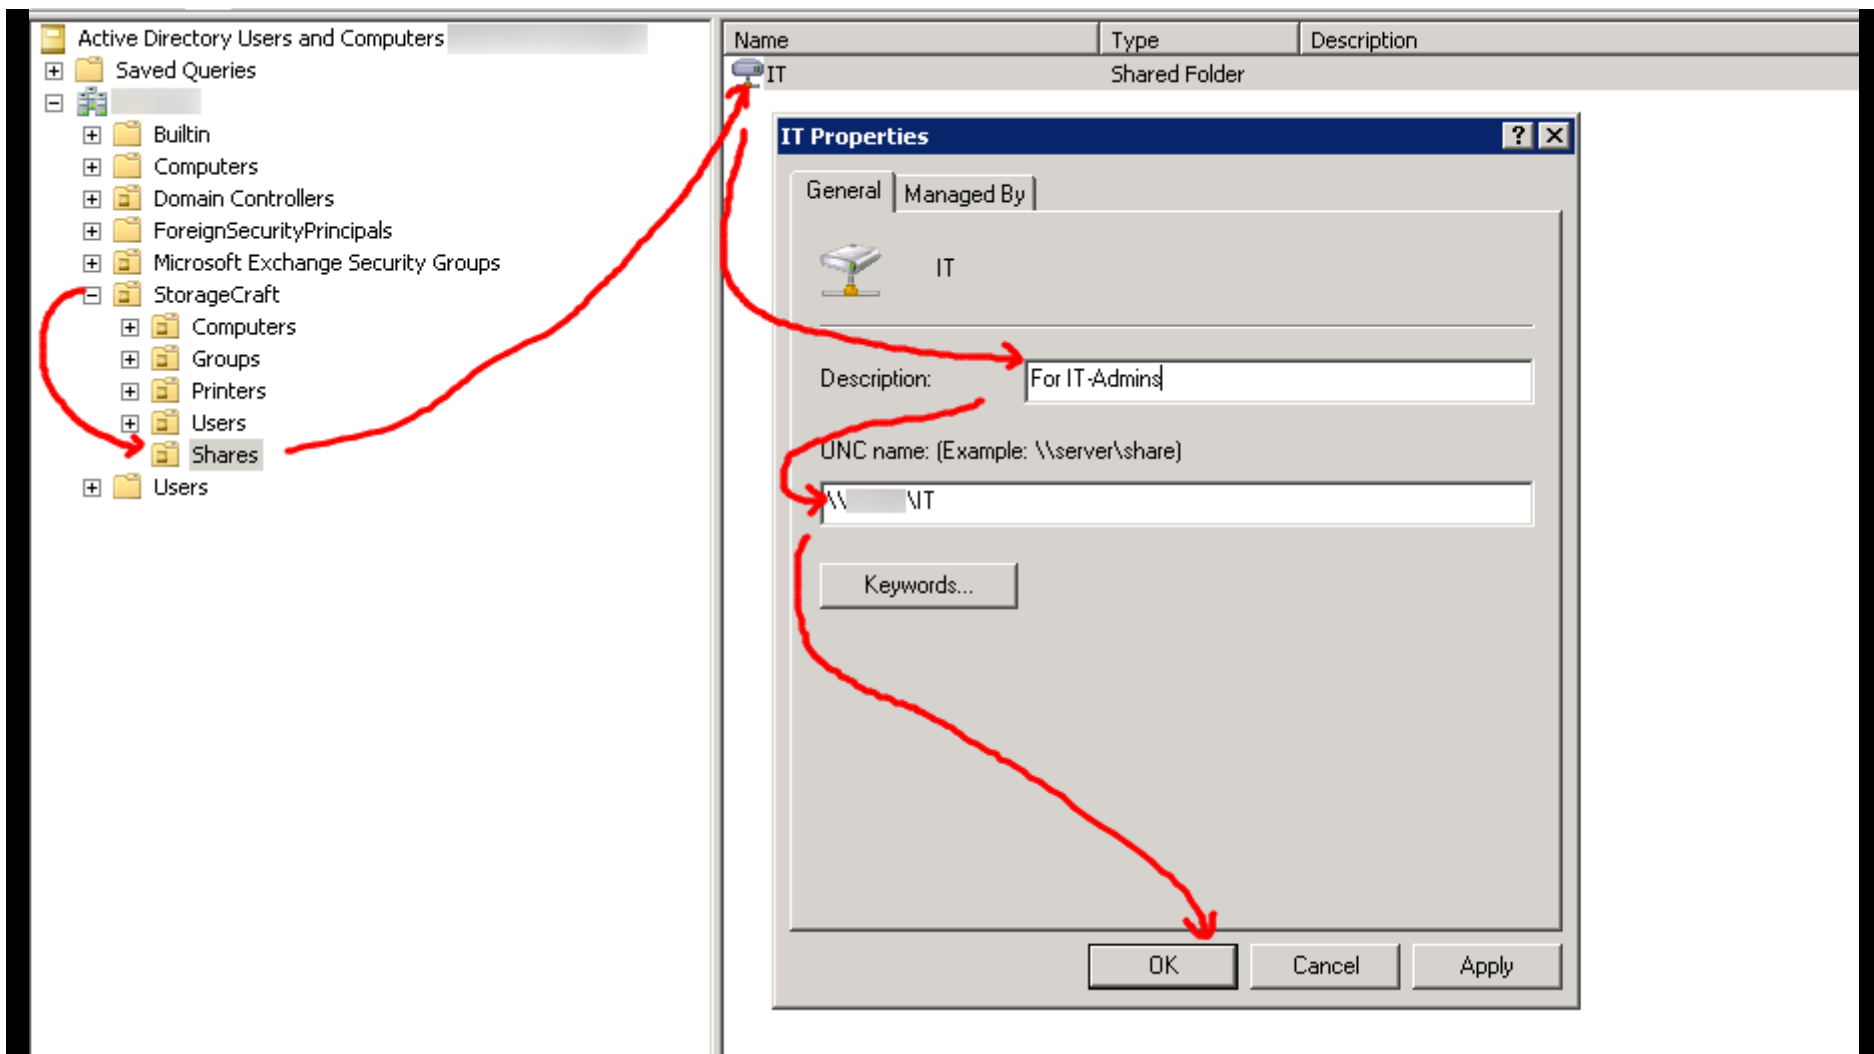 Active Directory Users and Computers
Saved Queries
Builtin
Computers
Domain Controllers
ForeignSecurityPrincipals
Microsoft Exchange Security Groups
StorageCraft
Computers
Groups
Printers
Users
Shares
Users
Name Type Description
IT Shared Folder
IT Properties
General Managed By
IT
Description: For IT-Admins
UNC name: (Example: \\server\share)
\\ \IT
Keywords...
OK Cancel Apply